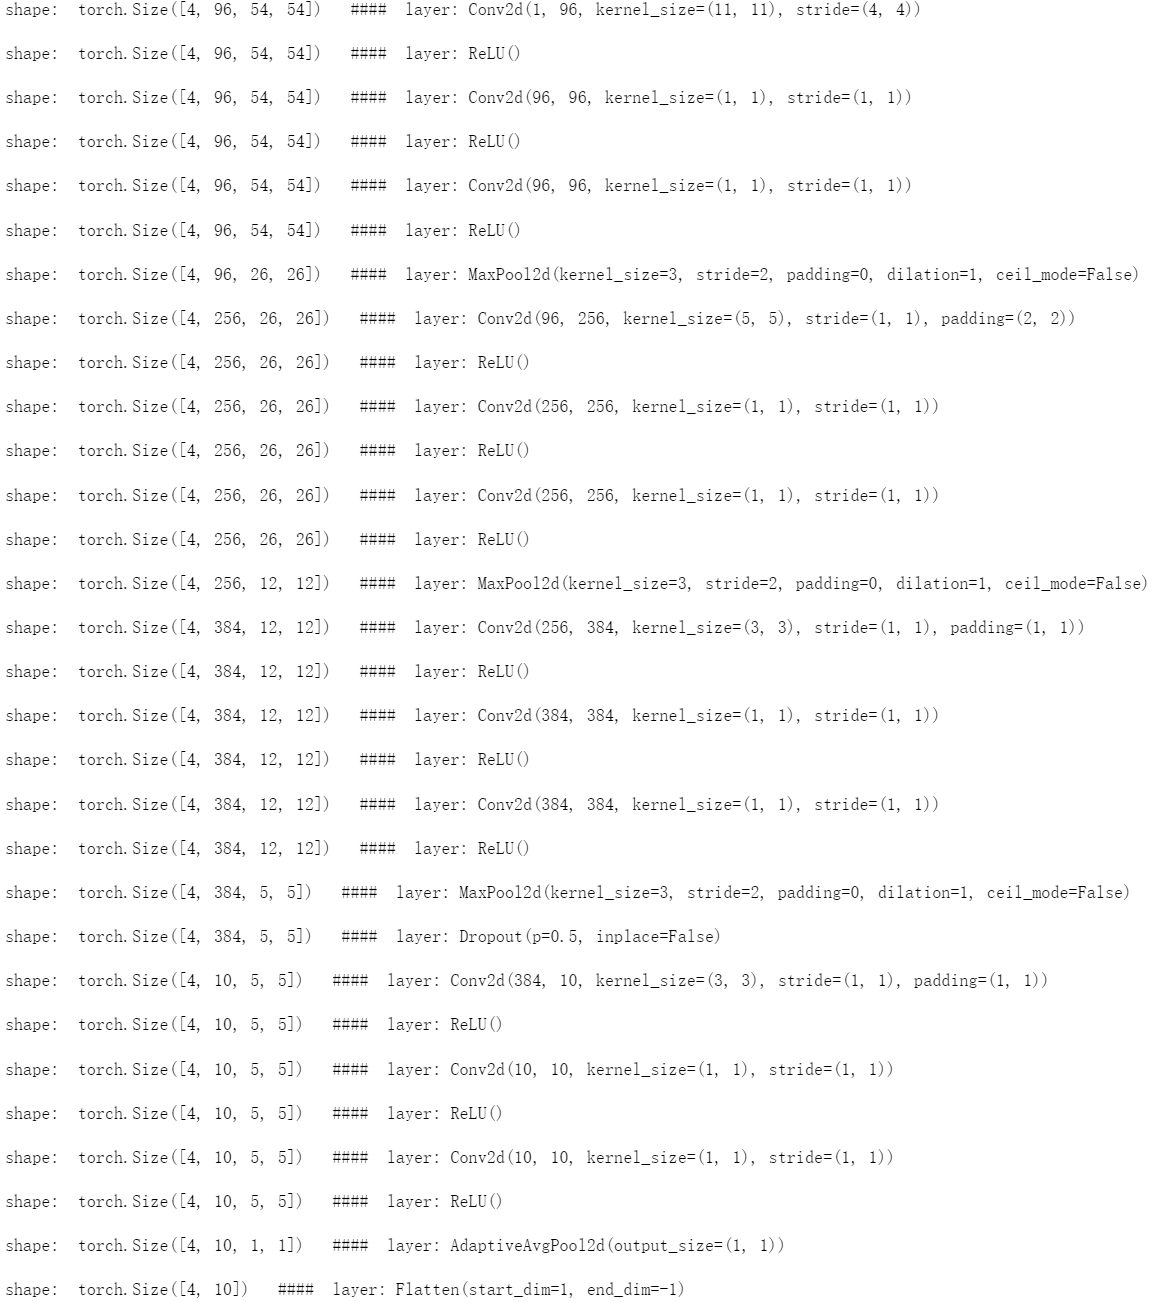 shape:  torch.Size([4, 96, 54, 54])   ####  layer: Conv2d(1, 96, kernel_size=(11, 11), stride=(4, 4))
shape:  torch.Size([4, 96, 54, 54])   ####  layer: ReLU()
shape:  torch.Size([4, 96, 54, 54])   ####  layer: Conv2d(96, 96, kernel_size=(1, 1), stride=(1, 1))
shape:  torch.Size([4, 96, 54, 54])   ####  layer: ReLU()
shape:  torch.Size([4, 96, 54, 54])   ####  layer: Conv2d(96, 96, kernel_size=(1, 1), stride=(1, 1))
shape:  torch.Size([4, 96, 54, 54])   ####  layer: ReLU()
shape:  torch.Size([4, 96, 26, 26])   ####  layer: MaxPool2d(kernel_size=3, stride=2, padding=0, dilation=1, ceil_mode=False)
shape:  torch.Size([4, 256, 26, 26])   ####  layer: Conv2d(96, 256, kernel_size=(5, 5), stride=(1, 1), padding=(2, 2))
shape:  torch.Size([4, 256, 26, 26])   ####  layer: ReLU()
shape:  torch.Size([4, 256, 26, 26])   ####  layer: Conv2d(256, 256, kernel_size=(1, 1), stride=(1, 1))
shape:  torch.Size([4, 256, 26, 26])   ####  layer: ReLU()
shape:  torch.Size([4, 256, 26, 26])   ####  layer: Conv2d(256, 256, kernel_size=(1, 1), stride=(1, 1))
shape:  torch.Size([4, 256, 26, 26])   ####  layer: ReLU()
shape:  torch.Size([4, 256, 12, 12])   ####  layer: MaxPool2d(kernel_size=3, stride=2, padding=0, dilation=1, ceil_mode=False)
shape:  torch.Size([4, 384, 12, 12])   ####  layer: Conv2d(256, 384, kernel_size=(3, 3), stride=(1, 1), padding=(1, 1))
shape:  torch.Size([4, 384, 12, 12])   ####  layer: ReLU()
shape:  torch.Size([4, 384, 12, 12])   ####  layer: Conv2d(384, 384, kernel_size=(1, 1), stride=(1, 1))
shape:  torch.Size([4, 384, 12, 12])   ####  layer: ReLU()
shape:  torch.Size([4, 384, 12, 12])   ####  layer: Conv2d(384, 384, kernel_size=(1, 1), stride=(1, 1))
shape:  torch.Size([4, 384, 12, 12])   ####  layer: ReLU()
shape:  torch.Size([4, 384, 5, 5])   ####  layer: MaxPool2d(kernel_size=3, stride=2, padding=0, dilation=1, ceil_mode=False)
shape:  torch.Size([4, 384, 5, 5])   ####  layer: Dropout(p=0.5, inplace=False)
shape:  torch.Size([4, 10, 5, 5])   ####  layer: Conv2d(384, 10, kernel_size=(3, 3), stride=(1, 1), padding=(1, 1))
shape:  torch.Size([4, 10, 5, 5])   ####  layer: ReLU()
shape:  torch.Size([4, 10, 5, 5])   ####  layer: Conv2d(10, 10, kernel_size=(1, 1), stride=(1, 1))
shape:  torch.Size([4, 10, 5, 5])   ####  layer: ReLU()
shape:  torch.Size([4, 10, 5, 5])   ####  layer: Conv2d(10, 10, kernel_size=(1, 1), stride=(1, 1))
shape:  torch.Size([4, 10, 5, 5])   ####  layer: ReLU()
shape:  torch.Size([4, 10, 1, 1])   ####  layer: AdaptiveAvgPool2d(output_size=(1, 1))
shape:  torch.Size([4, 10])   ####  layer: Flatten(start_dim=1, end_dim=-1)